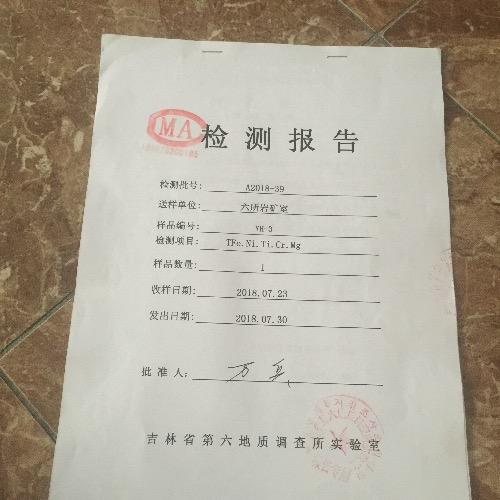 MA
检测报告
检测批号: A2018-39
送样单位: 六所岩矿室
样品编号: YH-3
检测项目: TFe.Ni.Ti.Cr.Mg
样品数量: 1
收样日期: 2018.07.23
发出日期: 2018.07.30
批准人:
吉林省第六地质调查所实验室